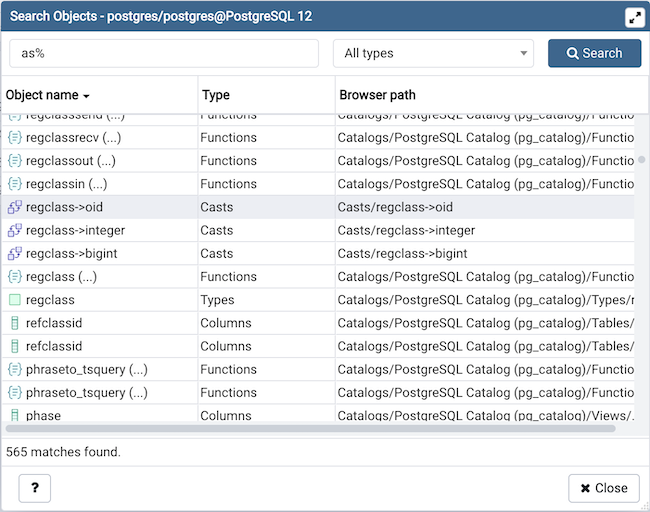 Search Objects - postgres/postgres@PostgreSQL 12
as% All types Search
Object name Type Browser path
regclasssend (...) Functions Catalogs/PostgreSQL Catalog (pg_catalog)/Functio
regclassrecv (...) Functions Catalogs/PostgreSQL Catalog (pg_catalog)/Functio
regclassout (...) Functions Catalogs/PostgreSQL Catalog (pg_catalog)/Functio
regclassin (...) Functions Catalogs/PostgreSQL Catalog (pg_catalog)/Functio
regclass->oid Casts Casts/regclass->oid
regclass->integer Casts Casts/regclass->integer
regclass->bigint Casts Casts/regclass->bigint
regclass (...) Functions Catalogs/PostgreSQL Catalog (pg_catalog)/Functio
regclass Types Catalogs/PostgreSQL Catalog (pg_catalog)/Types/r
refclassid Columns Catalogs/PostgreSQL Catalog (pg_catalog)/Tables/
refclassid Columns Catalogs/PostgreSQL Catalog (pg_catalog)/Tables/
phraseto_tsquery (...) Functions Catalogs/PostgreSQL Catalog (pg_catalog)/Functio
phraseto_tsquery (...) Functions Catalogs/PostgreSQL Catalog (pg_catalog)/Functio
phase Columns Catalogs/PostgreSQL Catalog (pg_catalog)/Views/.
565 matches found.
? Close